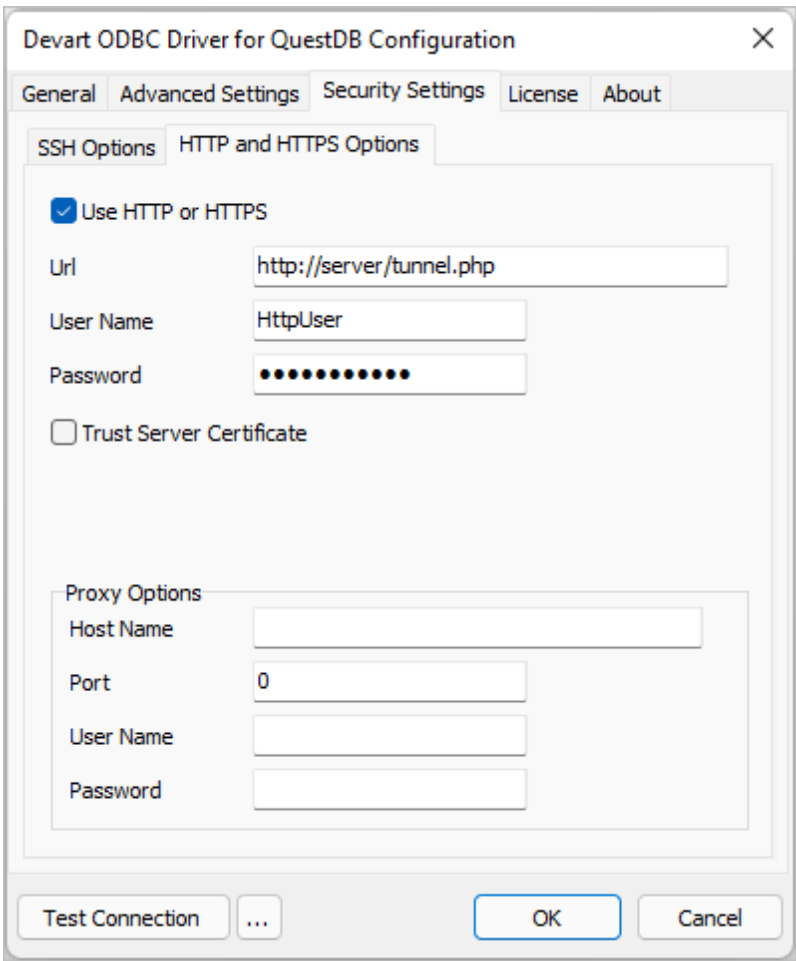 Devart ODBC Driver for QuestDB Configuration
General Advanced Settings Security Settings License About
SSH Options HTTP and HTTPS Options
Use HTTP or HTTPS
Url http://server/tunnel.php
User Name HttpUser
Password ●●●●●●●●●●●
Trust Server Certificate
Proxy Options
Host Name
Port 0
User Name
Password
Test Connection ... OK Cancel